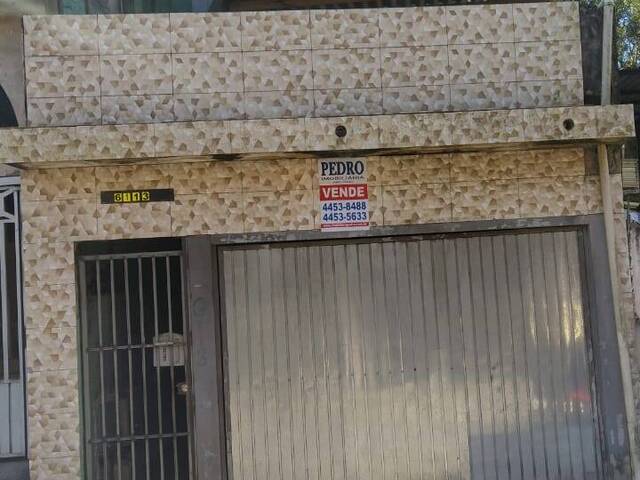 PEDRO
IMOBILIÁRIA
VENDE
4453-8488
4453-5633
6113